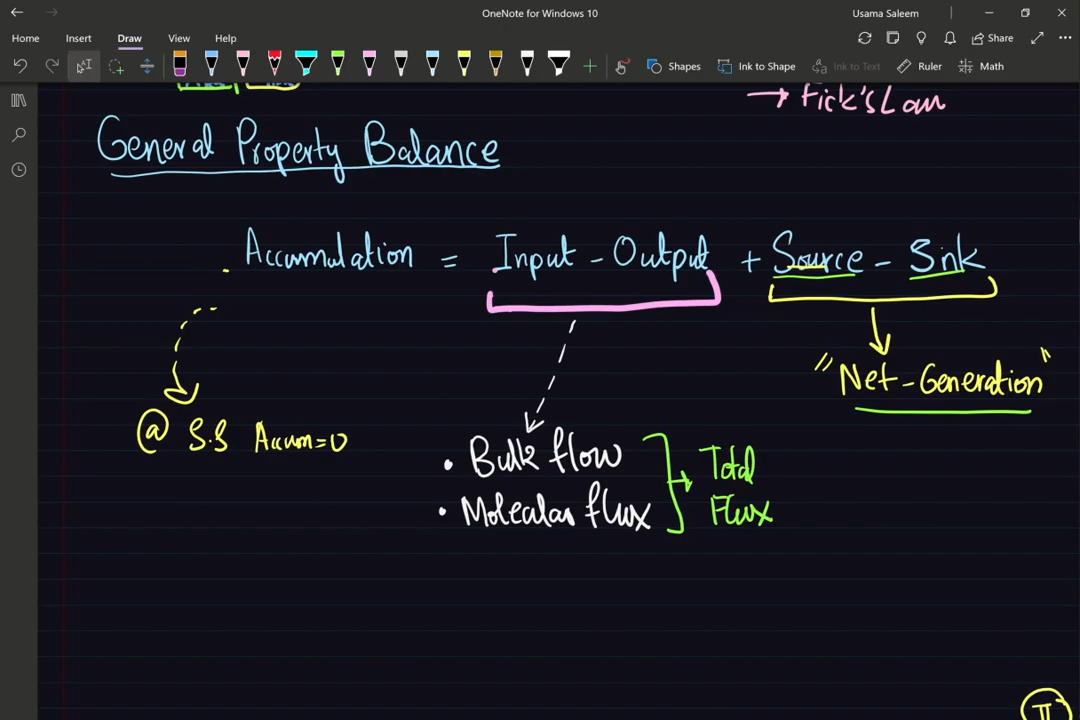 OneNote for Windows 10
Usama Saleem
Home Insert Draw View Help
Share
Shapes Ink to Shape Ink to Text Ruler Math
→ Fick's Law
General Property Balance
Accumulation = Input - Output + Source - Sink
"Net-Generation"
@ S.S Accum=0
• Bulk flow
• Molecular flux
Total
Flux
II